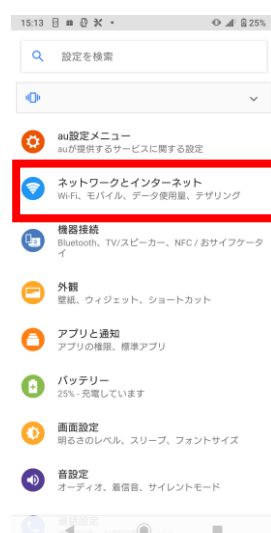 15:13
25%
設定を検索
au設定メニュー
auが提供するサービスに関する設定
ネットワークとインターネット
Wi-Fi、モバイル、データ使用量、テザリング
機器接続
Bluetooth、TV/スピーカー、NFC / おサイフケータ
イ
外観
壁紙、ウィジェット、ショートカット
アプリと通知
アプリの権限、標準アプリ
バッテリー
25% - 充電しています
画面設定
明るさのレベル、スリープ、フォントサイズ
音設定
オーディオ、着信音、サイレントモード